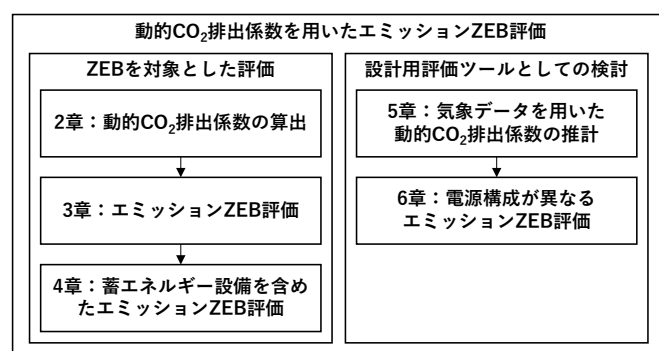 動的CO₂排出係数を用いたエミッションZEB評価
ZEBを対象とした評価
2章：動的CO₂排出係数の算出
3章：エミッションZEB評価
4章：蓄エネルギー設備を含め
たエミッションZEB評価
設計用評価ツールとしての検討
5章：気象データを用いた
動的CO₂排出係数の推計
6章：電源構成が異なる
エミッションZEB評価